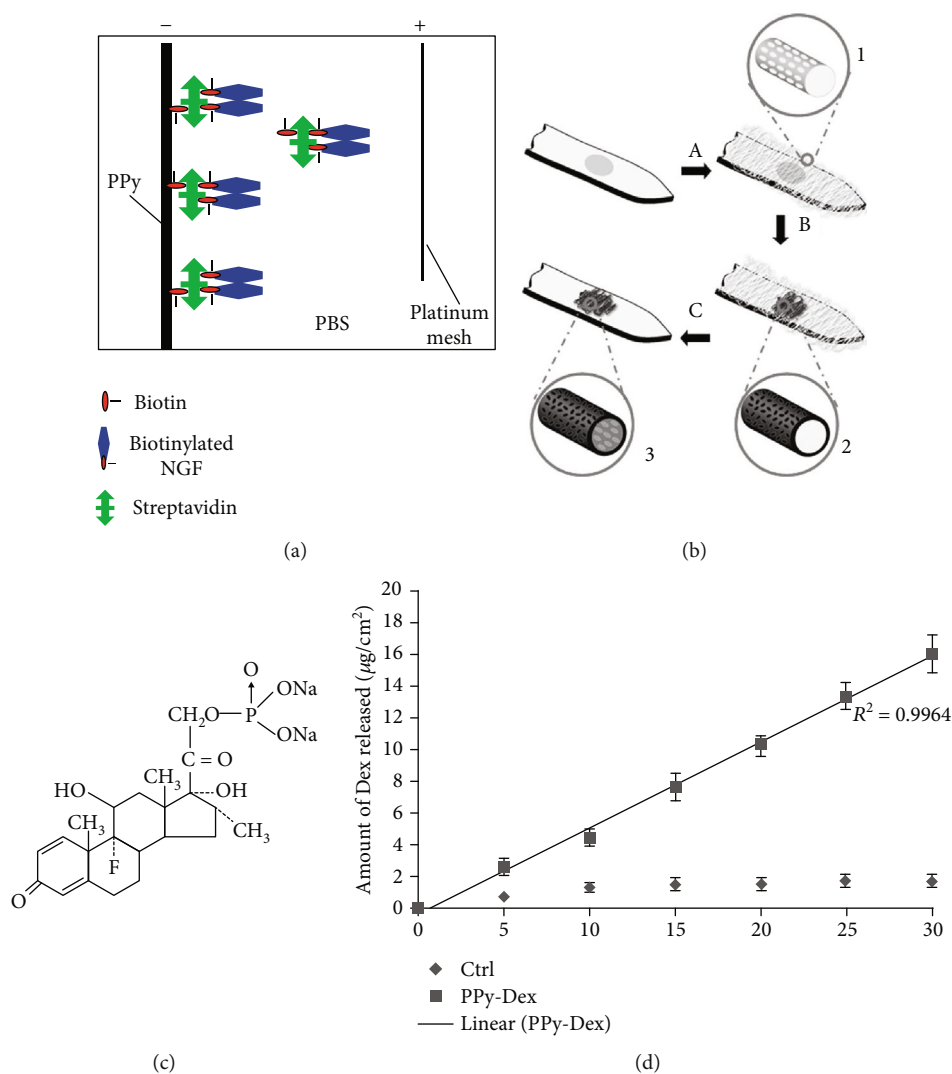 −
+
PPy
PBS
Platinum
mesh
Biotin
Biotinylated
NGF
Streptavidin
(a)
1
A
B
C
3
2
(b)
O
ONa
CH₂O
P
ONa
C = O
CH₃
OH
HO
CH₃
CH₃
F
O
(c)
Amount of Dex released (μg/cm²)
20
18
16
14
12
10
8
6
4
2
0
R² = 0.9964
0 5 10 15 20 25 30
Ctrl
PPy-Dex
Linear (PPy-Dex)
(d)